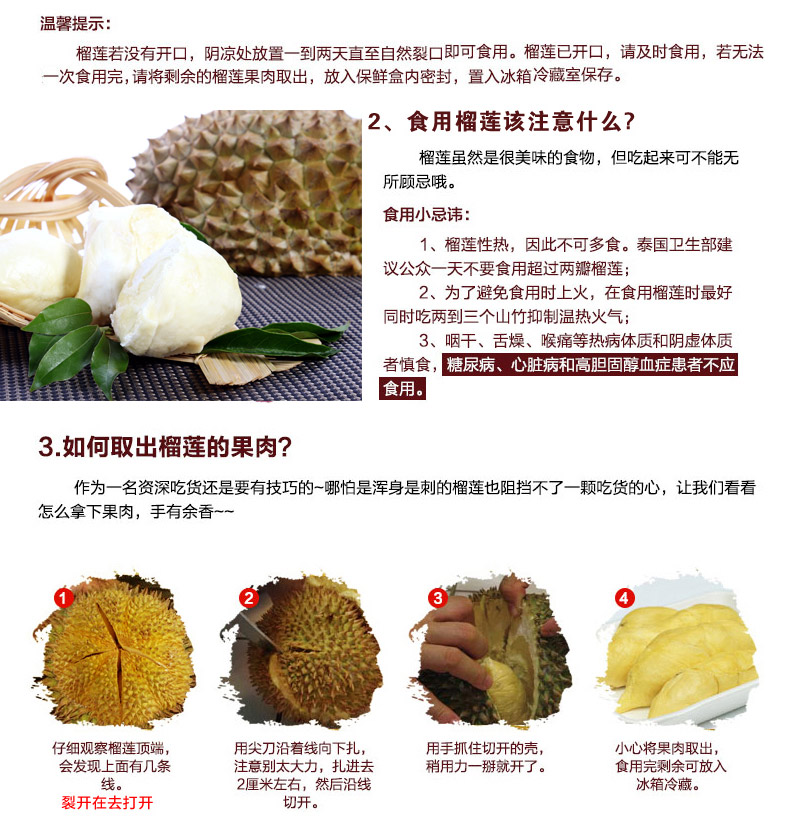 温馨提示：
榴莲若没有开口，阴凉处放置一到两天直至自然裂口即可食用。榴莲已开口，请及时食用，若无法
一次食用完，请将剩余的榴莲果肉取出，放入保鲜盒内密封，置入冰箱冷藏室保存。
2、食用榴莲该注意什么？
榴莲虽然是很美味的食物，但吃起来可不能无
所顾忌哦。
食用小忌讳：
1、榴莲性热，因此不可多食。泰国卫生部建
议公众一天不要食用超过两瓣榴莲；
2、为了避免食用时上火，在食用榴莲时最好
同时吃两到三个山竹抑制温热火气；
3、咽干、舌燥、喉痛等热病体质和阴虚体质
者慎食，糖尿病、心脏病和高胆固醇血症患者不应
食用。
3.如何取出榴莲的果肉？
作为一名资深吃货还是要有技巧的~哪怕是浑身是刺的榴莲也阻挡不了一颗吃货的心，让我们看看
怎么拿下果肉，手有余香~~
1
仔细观察榴莲顶端，
会发现上面有几条
线。
裂开在去打开
2
用尖刀沿着线向下扎，
注意别太大力，扎进去
2厘米左右，然后沿线
切开。
3
用手抓住切开的壳，
稍用力一掰就开了。
4
小心将果肉取出，
食用完剩余可放入
冰箱冷藏。